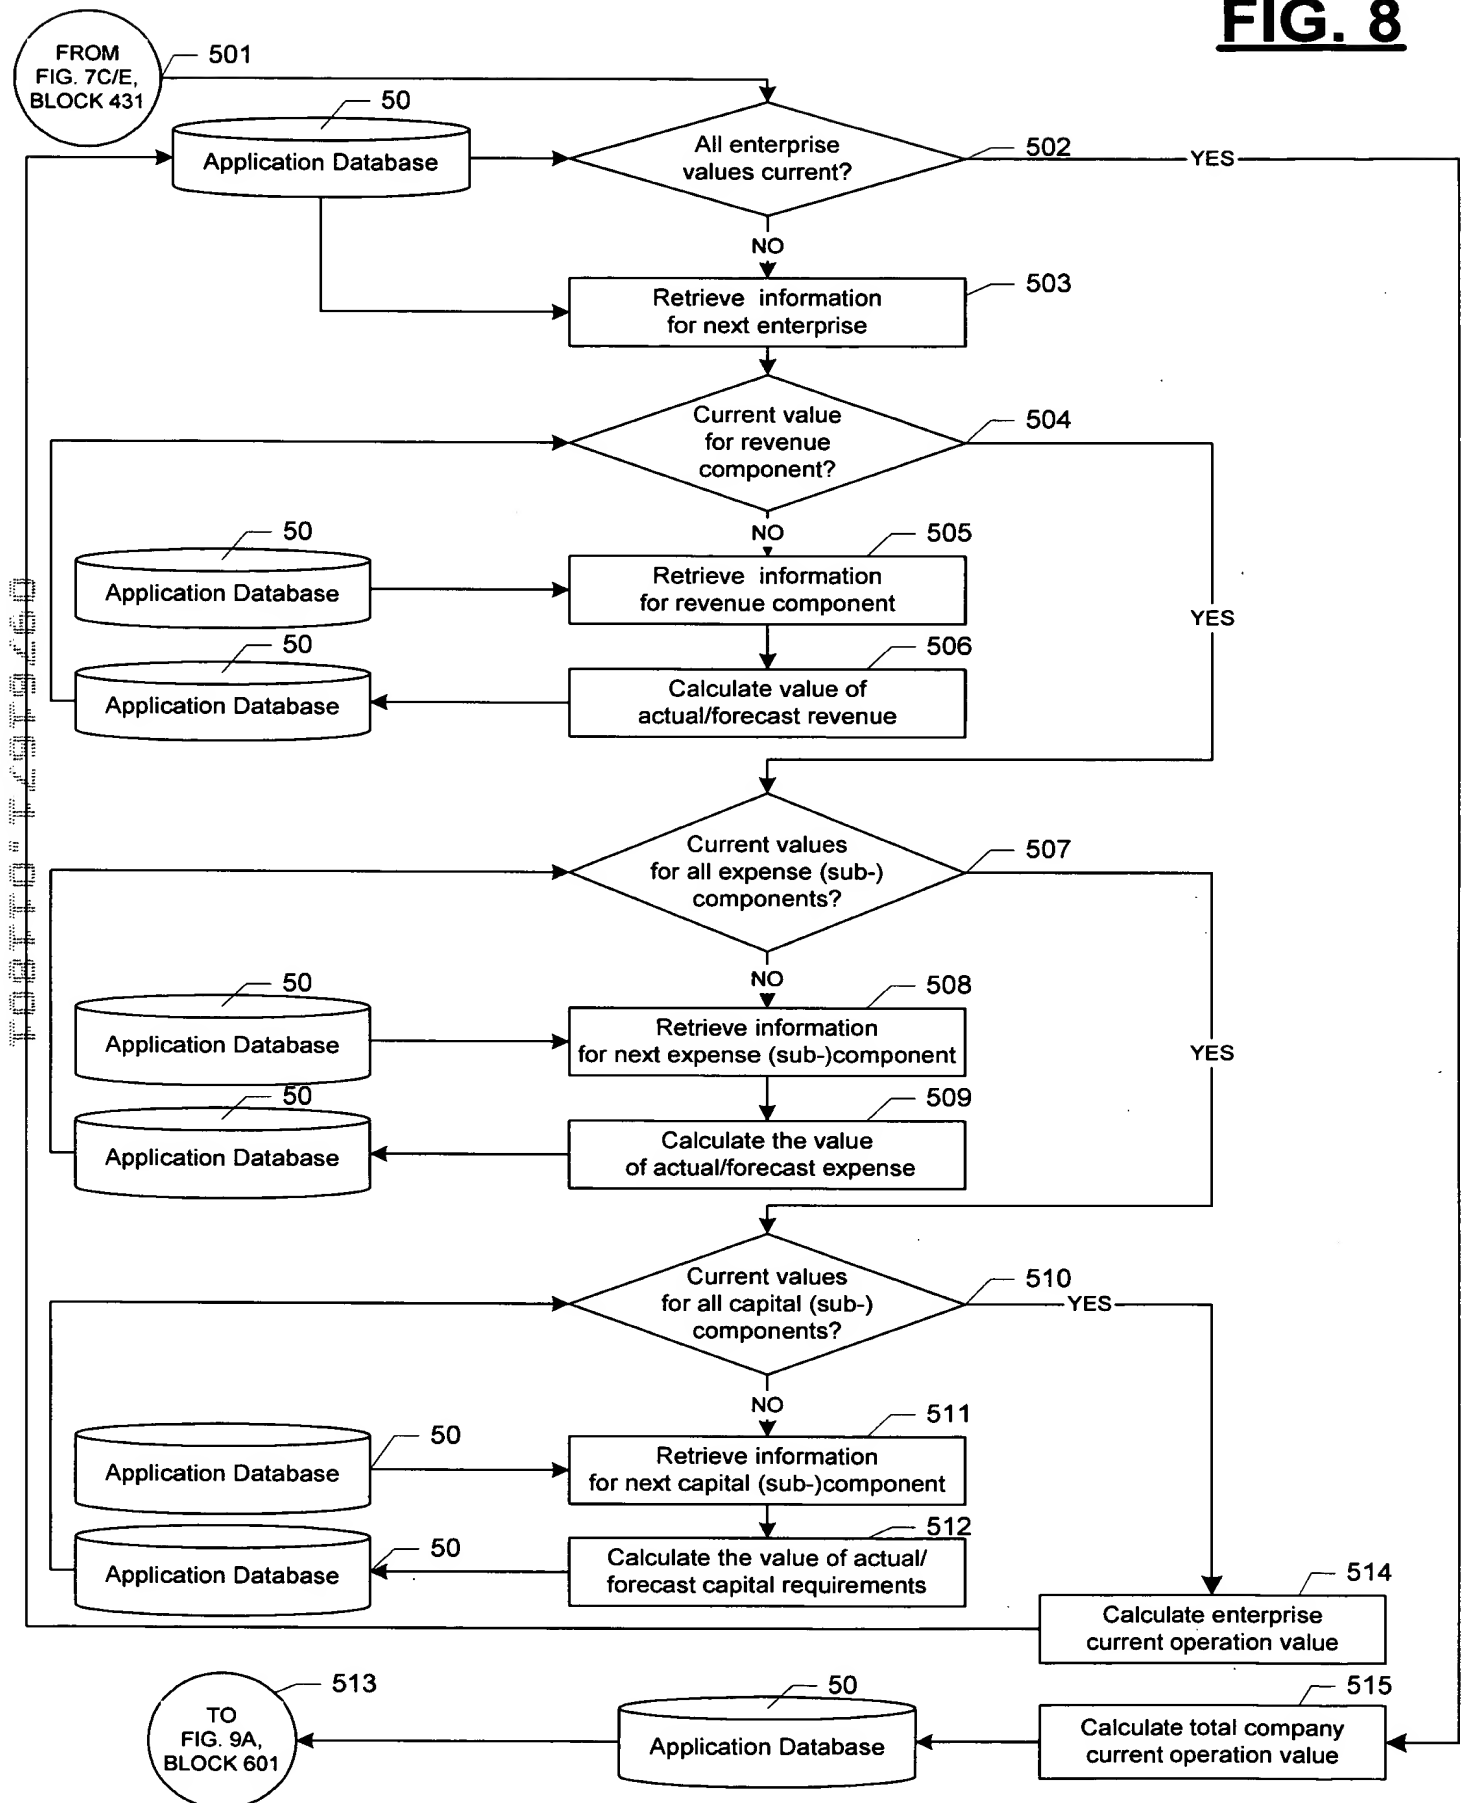 FIG. 8
FROM
FIG. 7C/E,
BLOCK 431
501
50
Application Database
All enterprise
values current?
502
YES
NO
Retrieve information
for next enterprise
503
Current value
for revenue
component?
504
NO
YES
50
Application Database
505
Retrieve information
for revenue component
50
Application Database
506
Calculate value of
actual/forecast revenue
Current values
for all expense (sub-)
components?
507
NO
YES
50
Application Database
508
Retrieve information
for next expense (sub-)component
50
Application Database
509
Calculate the value
of actual/forecast expense
Current values
for all capital (sub-)
components?
510
YES
NO
50
Application Database
511
Retrieve information
for next capital (sub-)component
50
Application Database
512
Calculate the value of actual/
forecast capital requirements
514
Calculate enterprise
current operation value
513
TO
FIG. 9A,
BLOCK 601
50
Application Database
515
Calculate total company
current operation value